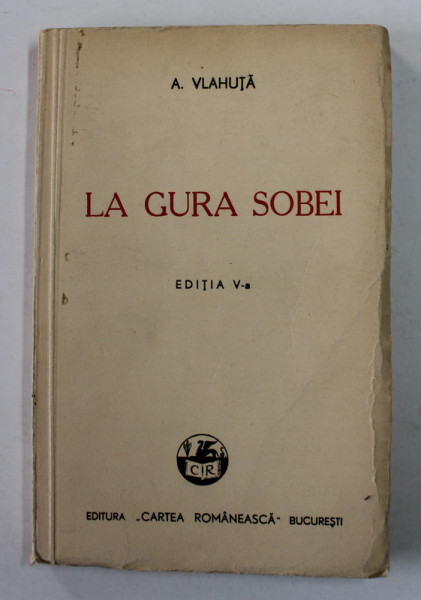 A. VLAHUȚĂ
LA GURA SOBEI
EDIȚIA V-a
CIR
EDITURA „CARTEA ROMÂNEASCĂ" BUCUREȘTI